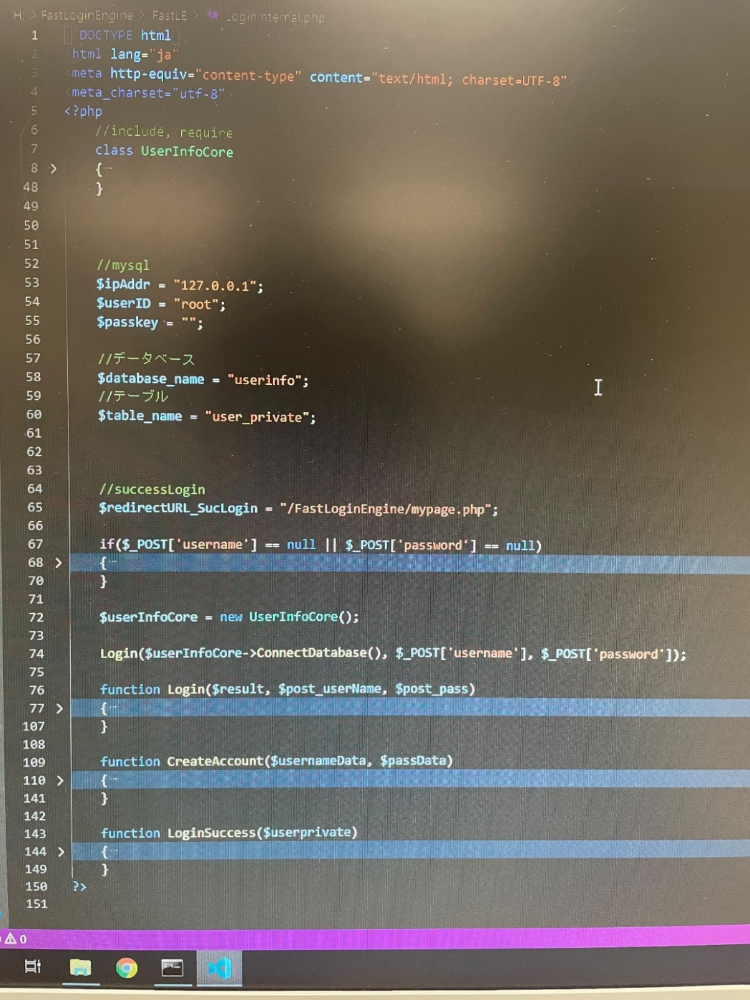 H: > FastLoginEngine > .FastLE > LoginInternal.php
1 DOCTYPE html
2 html lang="ja"
3 <meta http-equiv="content-type" content="text/html; charset=UTF-8">
4 <meta_charset="utf-8">
5 <?php
6 //include, require
7 class UserInfoCore
8 > {…
48 }
49
50
51
52 //mysql
53 $ipAddr = "127.0.0.1";
54 $userID = "root";
55 $passkey = "";
56
57 //データベース
58 $database_name = "userinfo";
59 //テーブル
60 $table_name = "user_private";
61
62
63
64 //successLogin
65 $redirectURL_SucLogin = "/FastLoginEngine/mypage.php";
66
67 if($_POST['username'] == null || $_POST['password'] == null)
68 > {…
70 }
71
72 $userInfoCore = new UserInfoCore();
73
74 Login($userInfoCore->ConnectDatabase(), $_POST['username'], $_POST['password']);
75
76 function Login($result, $post_userName, $post_pass)
77 > {…
107 }
108
109 function CreateAccount($usernameData, $passData)
110 > {…
141 }
142
143 function LoginSuccess($userprivate)
144 > {…
149 }
150 ?>
151
0